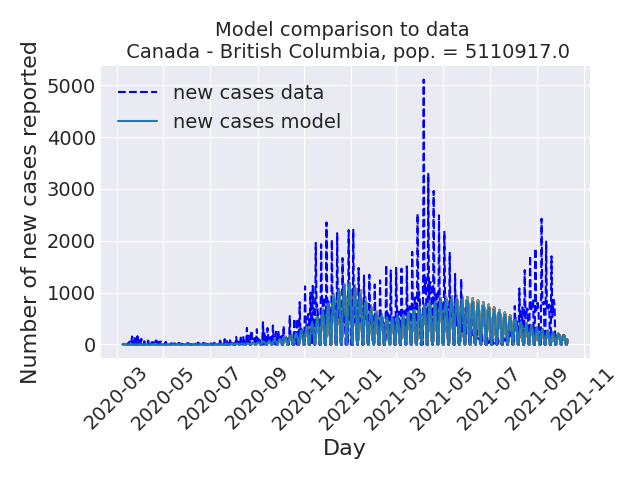 Model comparison to data
Canada - British Columbia, pop. = 5110917.0
Number of new cases reported
5000
4000
3000
2000
1000
0
new cases data
new cases model
2020-03
2020-05
2020-07
2020-09
2020-11
2021-01
2021-03
2021-05
2021-07
2021-09
2021-11
Day